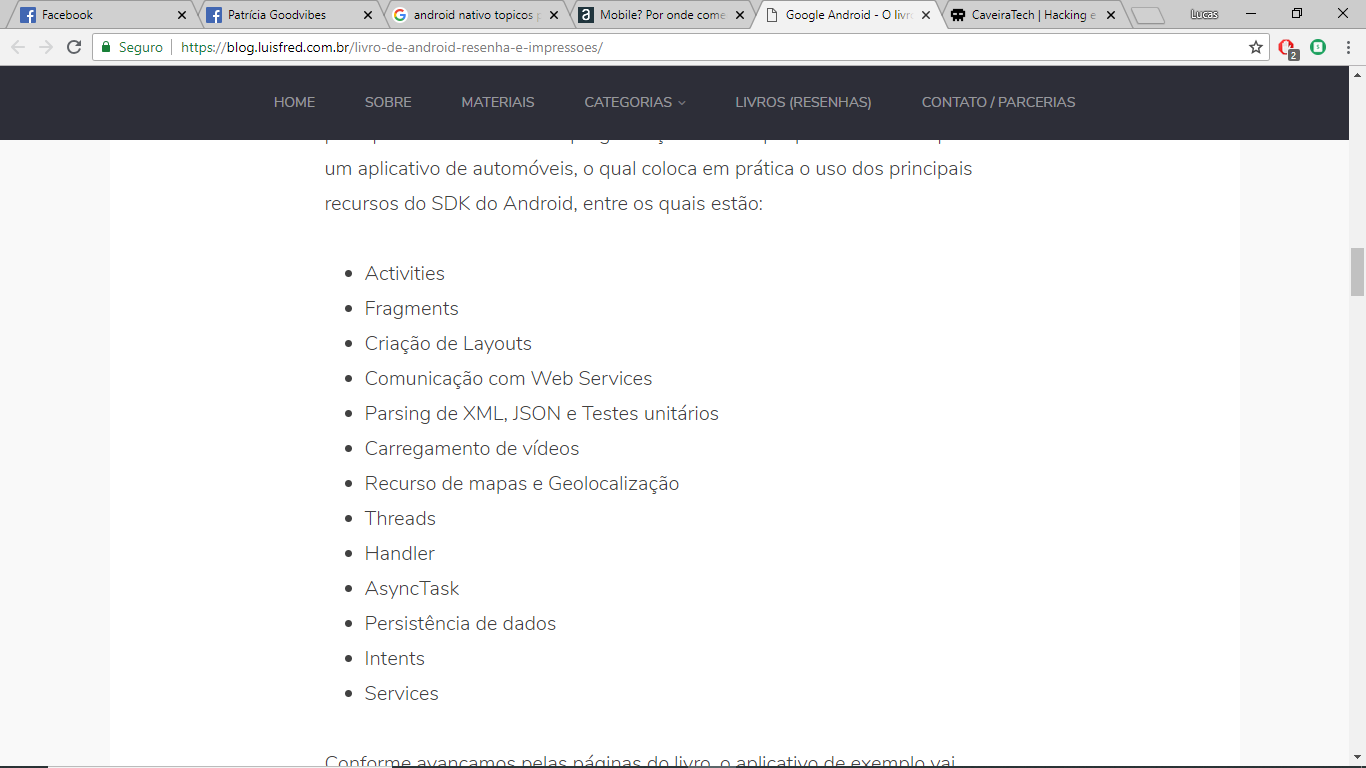 Facebook
Patrícia Goodvibes
android nativo topicos
Mobile? Por onde come
Google Android - O livr
CaveiraTech | Hacking e
Lucas
Seguro
https://blog.luisfred.com.br/livro-de-android-resenha-e-impressoes/
2
HOME
SOBRE
MATERIAIS
CATEGORIAS
LIVROS (RESENHAS)
CONTATO / PARCERIAS
um aplicativo de automóveis, o qual coloca em prática o uso dos principais
recursos do SDK do Android, entre os quais estão:
Activities
Fragments
Criação de Layouts
Comunicação com Web Services
Parsing de XML, JSON e Testes unitários
Carregamento de vídeos
Recurso de mapas e Geolocalização
Threads
Handler
AsyncTask
Persistência de dados
Intents
Services
Conforme avançamos pelas páginas do livro, o aplicativo de exemplo vai